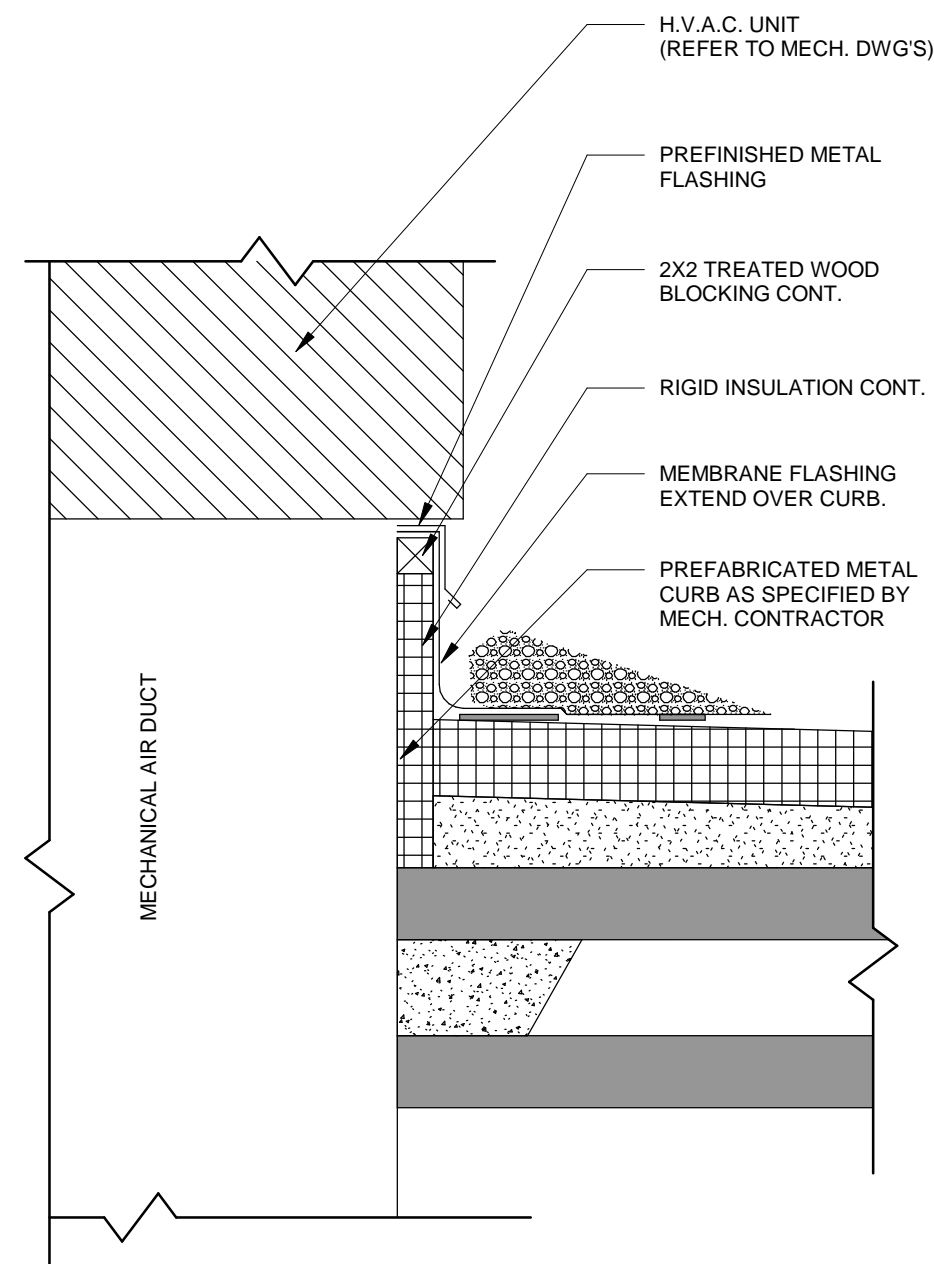 H.V.A.C. UNIT
(REFER TO MECH. DWG'S)
PREFINISHED METAL
FLASHING
2X2 TREATED WOOD
BLOCKING CONT.
RIGID INSULATION CONT.
MEMBRANE FLASHING
EXTEND OVER CURB.
PREFABRICATED METAL
CURB AS SPECIFIED BY
MECH. CONTRACTOR
MECHANICAL AIR DUCT